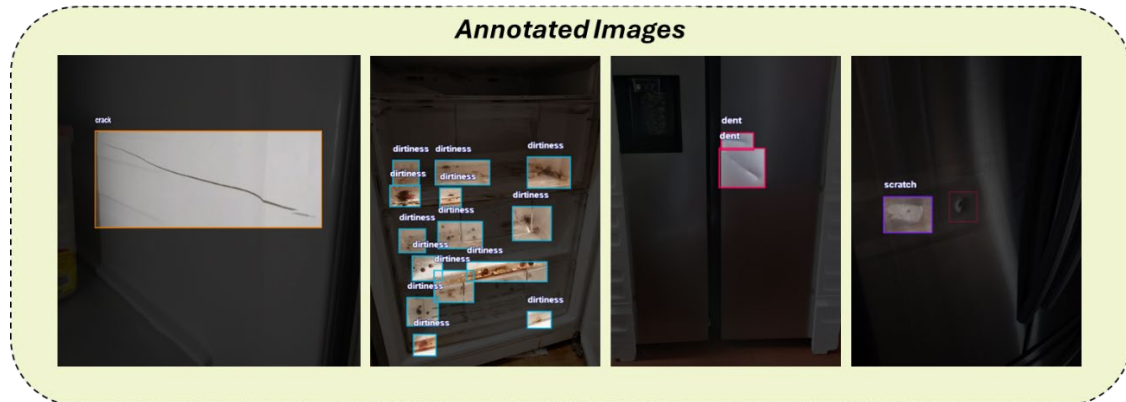 Annotated Images
crack
dirtiness dirtiness dirtiness
dirtiness dirtiness
dirtiness
dirtiness
dirtiness
dirtiness
dirtiness
dirtiness
dirtiness dirtiness
dirtiness
dent
dent
scratch